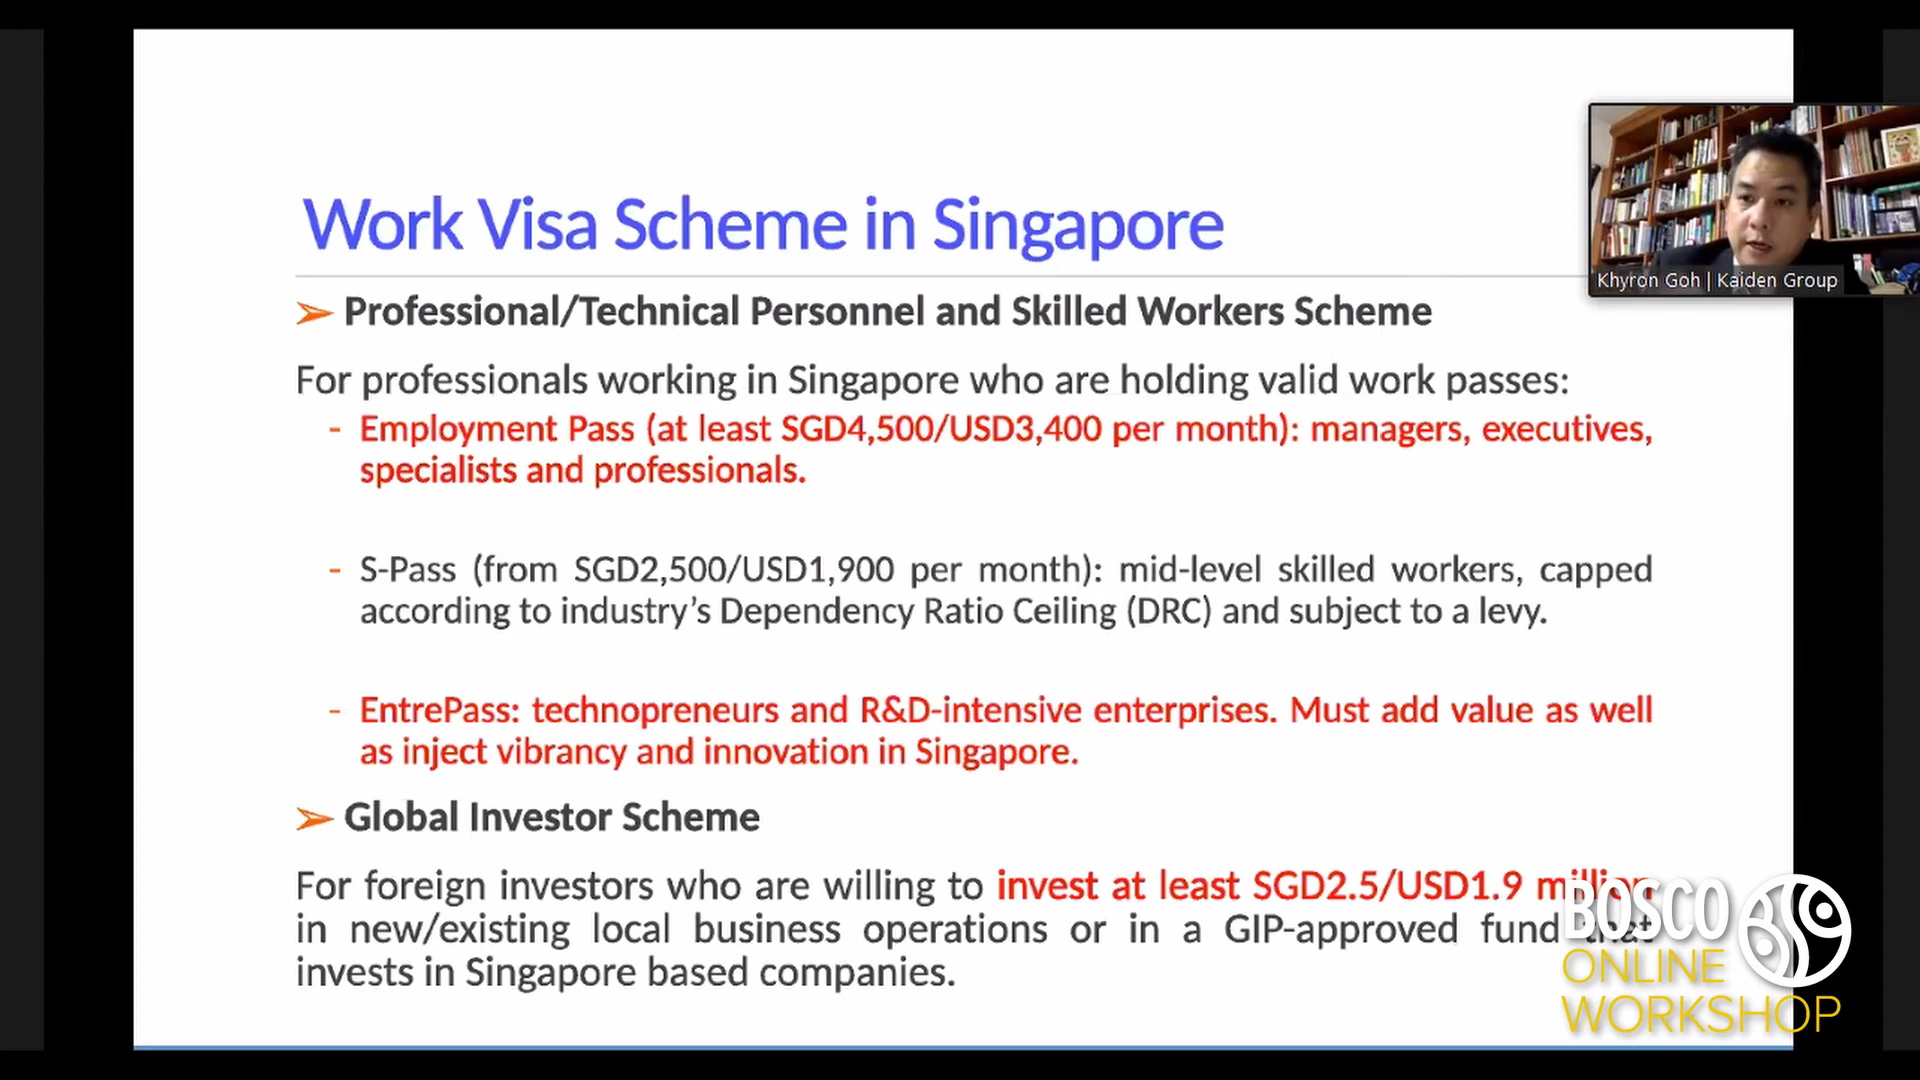 Work Visa Scheme in Singapore
Khyron Goh | Kaiden Group
➢ Professional/Technical Personnel and Skilled Workers Scheme
For professionals working in Singapore who are holding valid work passes:
- Employment Pass (at least SGD4,500/USD3,400 per month): managers, executives,
specialists and professionals.
- S-Pass (from SGD2,500/USD1,900 per month): mid-level skilled workers, capped
according to industry’s Dependency Ratio Ceiling (DRC) and subject to a levy.
- EntrePass: technopreneurs and R&D-intensive enterprises. Must add value as well
as inject vibrancy and innovation in Singapore.
➢ Global Investor Scheme
For foreign investors who are willing to invest at least SGD2.5/USD1.9 million
in new/existing local business operations or in a GIP-approved fund that
invests in Singapore based companies.
BOSCO
ONLINE
WORKSHOP